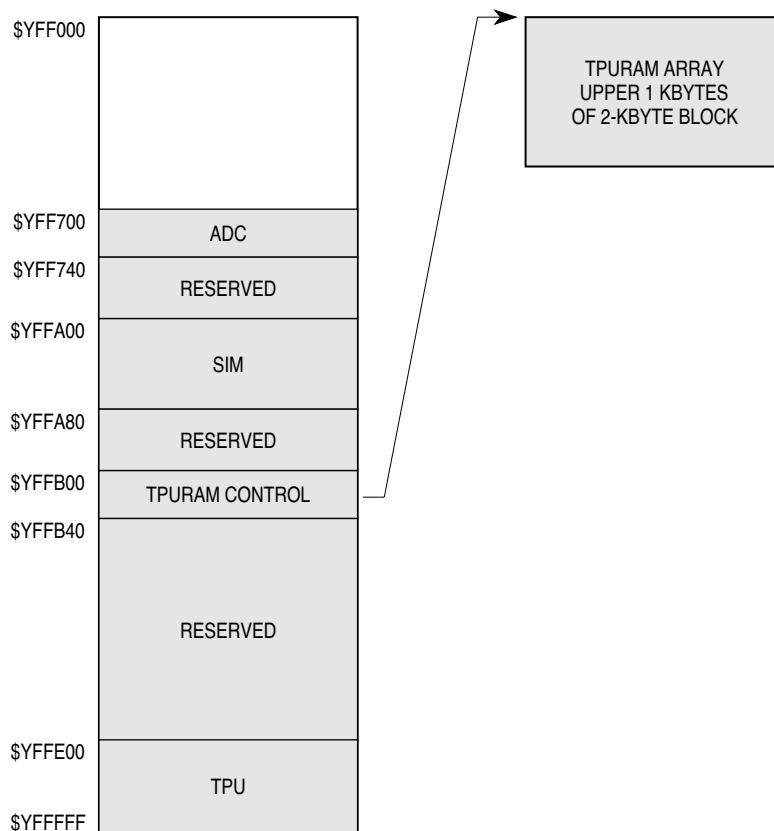 $YFF000
TPURAM ARRAY
UPPER 1 KBYTES
OF 2-KBYTE BLOCK
$YFF700
ADC
$YFF740
RESERVED
$YFFA00
SIM
$YFFA80
RESERVED
$YFFB00
TPURAM CONTROL
$YFFB40
RESERVED
$YFFE00
TPU
$YFFFFF